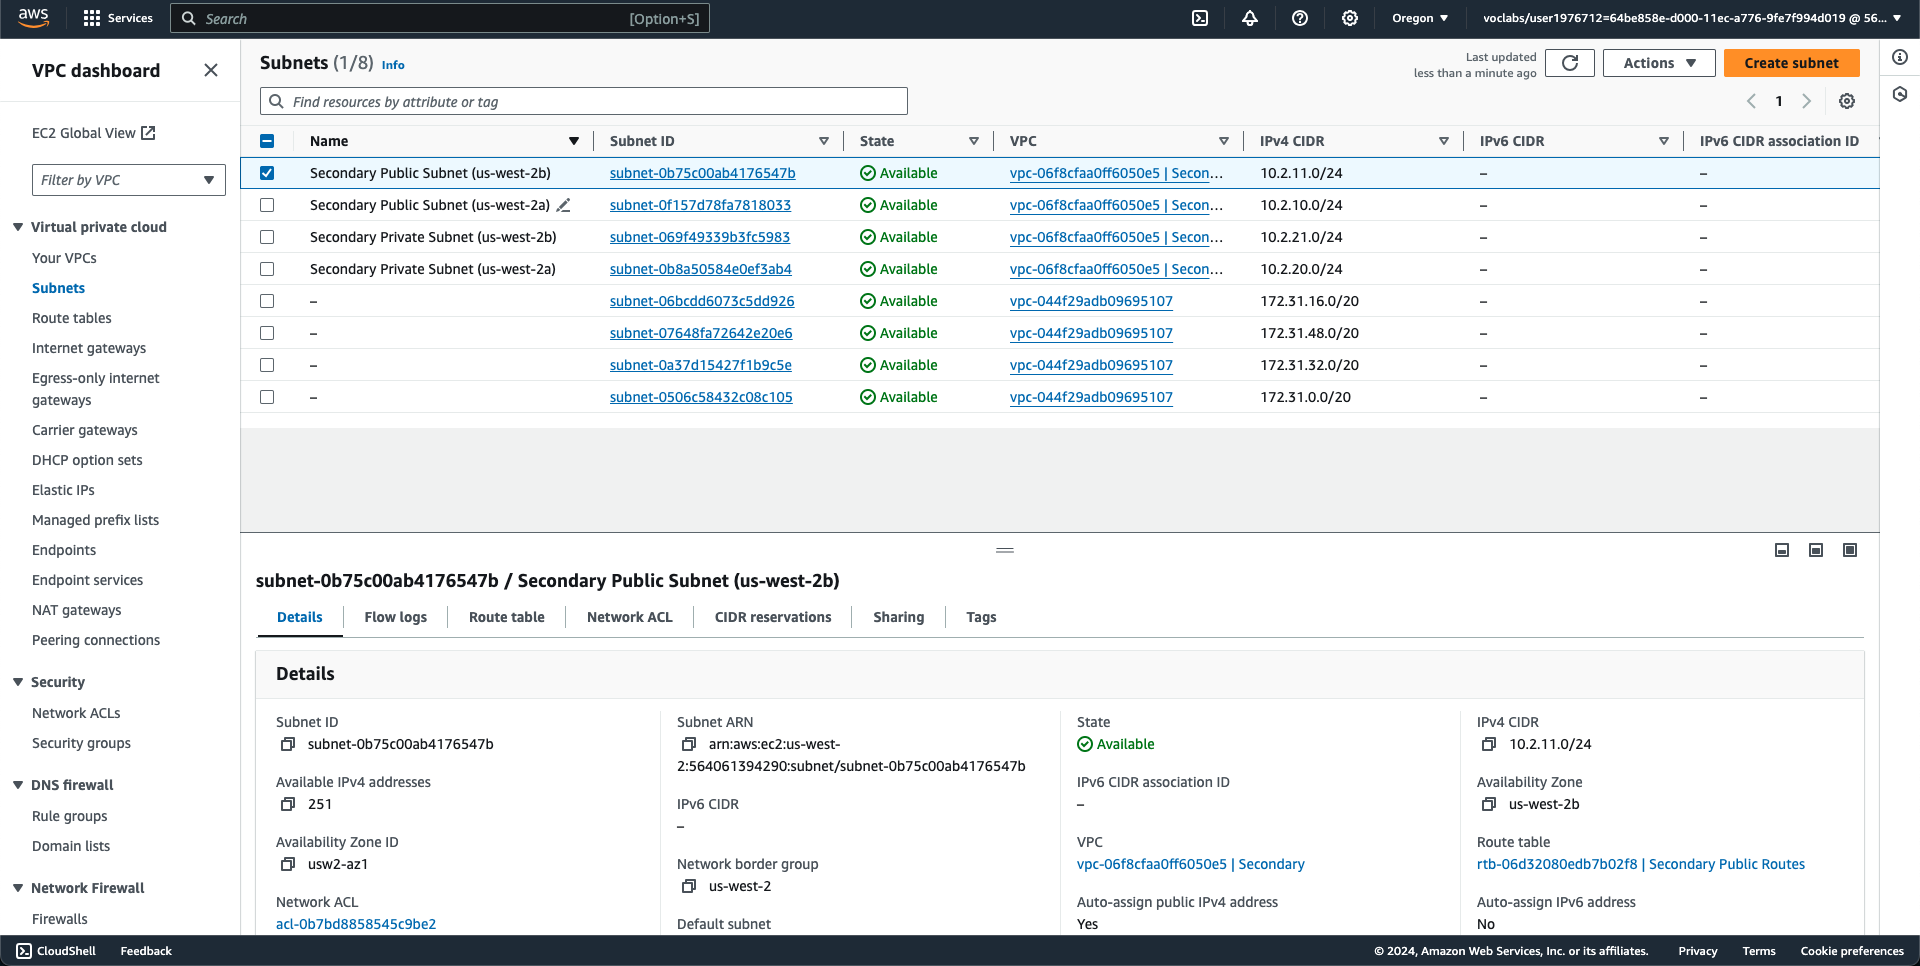 aws
Services
Search
[Option+S]
Oregon
voclabs/user1976712=64be858e-d000-11ec-a776-9fe7f994d019 @ 56...
VPC dashboard
EC2 Global View
Filter by VPC
Virtual private cloud
Your VPCs
Subnets
Route tables
Internet gateways
Egress-only internet
gateways
Carrier gateways
DHCP option sets
Elastic IPs
Managed prefix lists
Endpoints
Endpoint services
NAT gateways
Peering connections
Security
Network ACLs
Security groups
DNS firewall
Rule groups
Domain lists
Network Firewall
Firewalls
Subnets (1/8) Info
Last updated
less than a minute ago
Actions
Create subnet
Find resources by attribute or tag
1
Name Subnet ID State VPC IPv4 CIDR IPv6 CIDR IPv6 CIDR association ID
Secondary Public Subnet (us-west-2b) subnet-0b75c00ab4176547b Available vpc-06f8cfaa0ff6050e5 | Secon... 10.2.11.0/24 – –
Secondary Public Subnet (us-west-2a) subnet-0f157d78fa7818033 Available vpc-06f8cfaa0ff6050e5 | Secon... 10.2.10.0/24 – –
Secondary Private Subnet (us-west-2b) subnet-069f49339b3fc5983 Available vpc-06f8cfaa0ff6050e5 | Secon... 10.2.21.0/24 – –
Secondary Private Subnet (us-west-2a) subnet-0b8a50584e0ef3ab4 Available vpc-06f8cfaa0ff6050e5 | Secon... 10.2.20.0/24 – –
– subnet-06bcdd6073c5dd926 Available vpc-044f29adb09695107 172.31.16.0/20 – –
– subnet-07648fa72642e20e6 Available vpc-044f29adb09695107 172.31.48.0/20 – –
– subnet-0a37d15427f1b9c5e Available vpc-044f29adb09695107 172.31.32.0/20 – –
– subnet-0506c58432c08c105 Available vpc-044f29adb09695107 172.31.0.0/20 – –
subnet-0b75c00ab4176547b / Secondary Public Subnet (us-west-2b)
Details Flow logs Route table Network ACL CIDR reservations Sharing Tags
Details
Subnet ID
subnet-0b75c00ab4176547b
Available IPv4 addresses
251
Availability Zone ID
usw2-az1
Network ACL
acl-0b7bd8858545c9be2
Subnet ARN
arn:aws:ec2:us-west-
2:564061394290:subnet/subnet-0b75c00ab4176547b
IPv6 CIDR
–
Network border group
us-west-2
Default subnet
State
Available
IPv6 CIDR association ID
–
VPC
vpc-06f8cfaa0ff6050e5 | Secondary
Auto-assign public IPv4 address
Yes
IPv4 CIDR
10.2.11.0/24
Availability Zone
us-west-2b
Route table
rtb-06d32080edb7b02f8 | Secondary Public Routes
Auto-assign IPv6 address
No
CloudShell
Feedback
© 2024, Amazon Web Services, Inc. or its affiliates.
Privacy
Terms
Cookie preferences